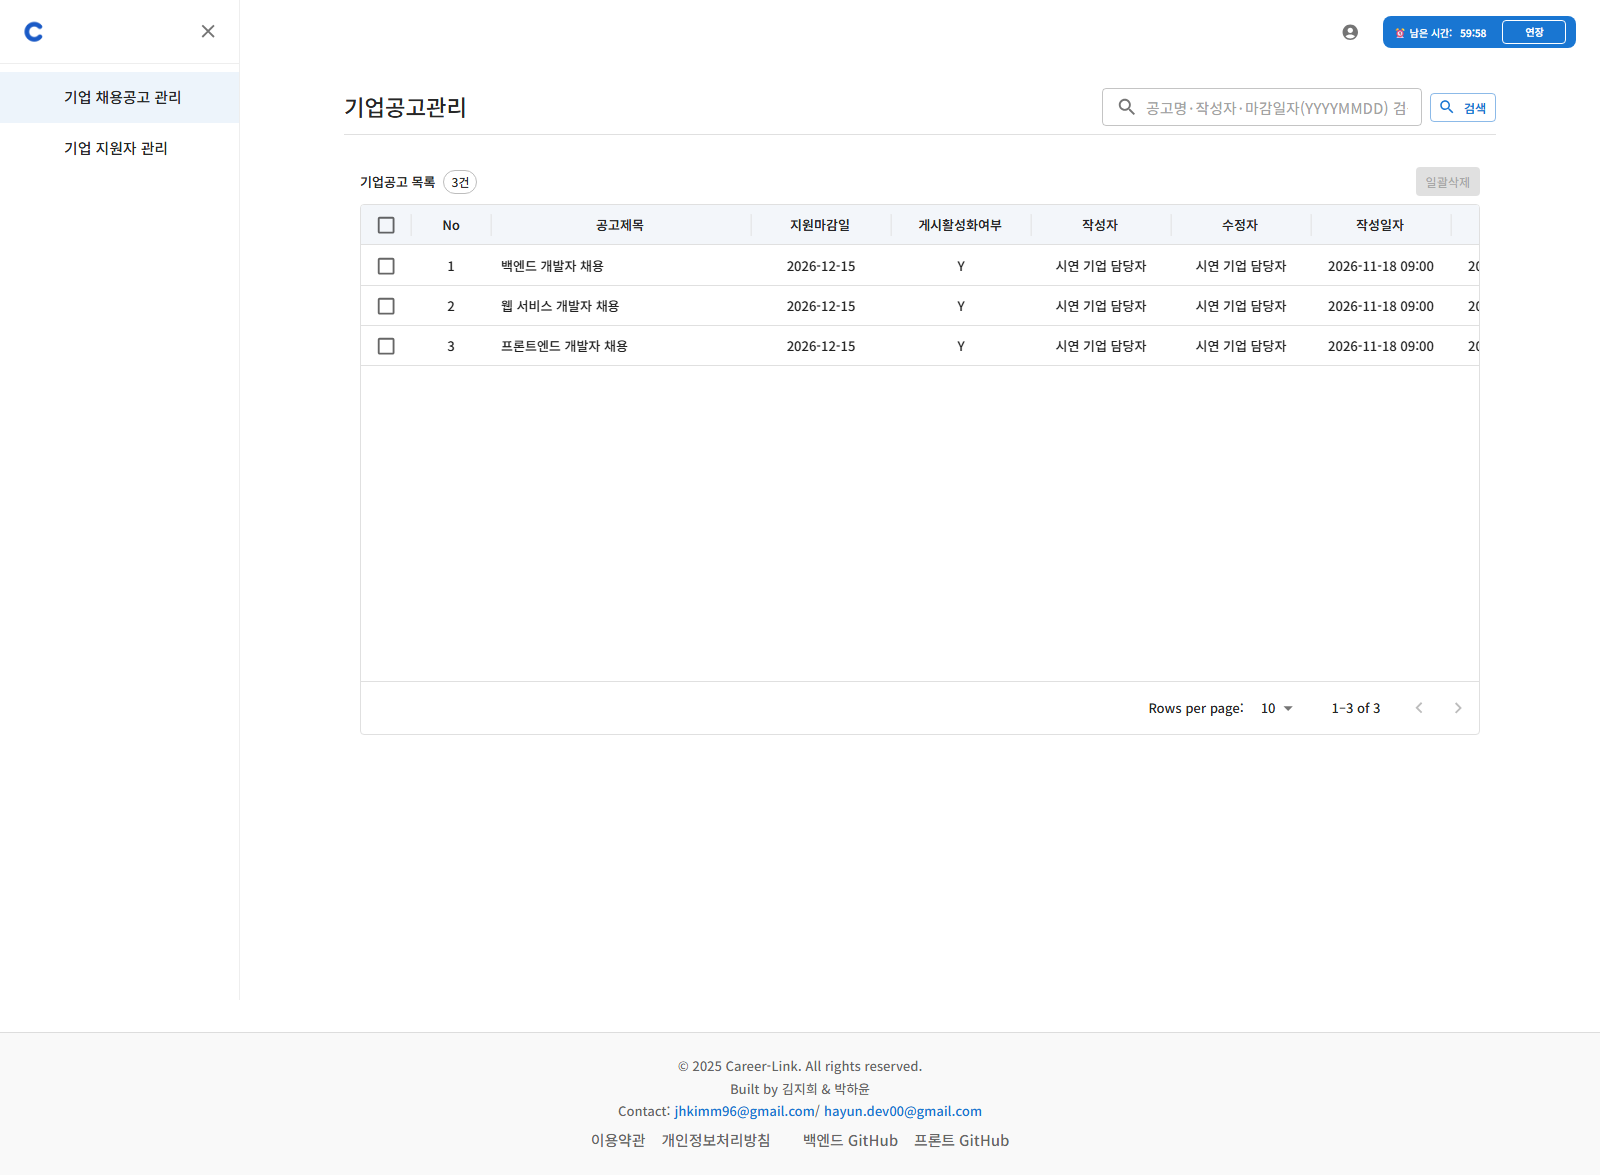 C
남은 시간: 59:58 연장
기업 채용공고 관리
기업 지원자 관리
기업공고관리
공고명·작성자·마감일자(YYYYMMDD) 검
검색
기업공고 목록 3건
일괄삭제
No 공고제목 지원마감일 게시활성화여부 작성자 수정자 작성일자
1 백엔드 개발자 채용 2026-12-15 Y 시연 기업 담당자 시연 기업 담당자 2026-11-18 09:00 20
2 웹 서비스 개발자 채용 2026-12-15 Y 시연 기업 담당자 시연 기업 담당자 2026-11-18 09:00 20
3 프론트엔드 개발자 채용 2026-12-15 Y 시연 기업 담당자 시연 기업 담당자 2026-11-18 09:00 20
Rows per page: 10 1–3 of 3
© 2025 Career-Link. All rights reserved.
Built by 김지희 & 박하윤
Contact: jhkimm96@gmail.com/ hayun.dev00@gmail.com
이용약관 개인정보처리방침 백엔드 GitHub 프론트 GitHub